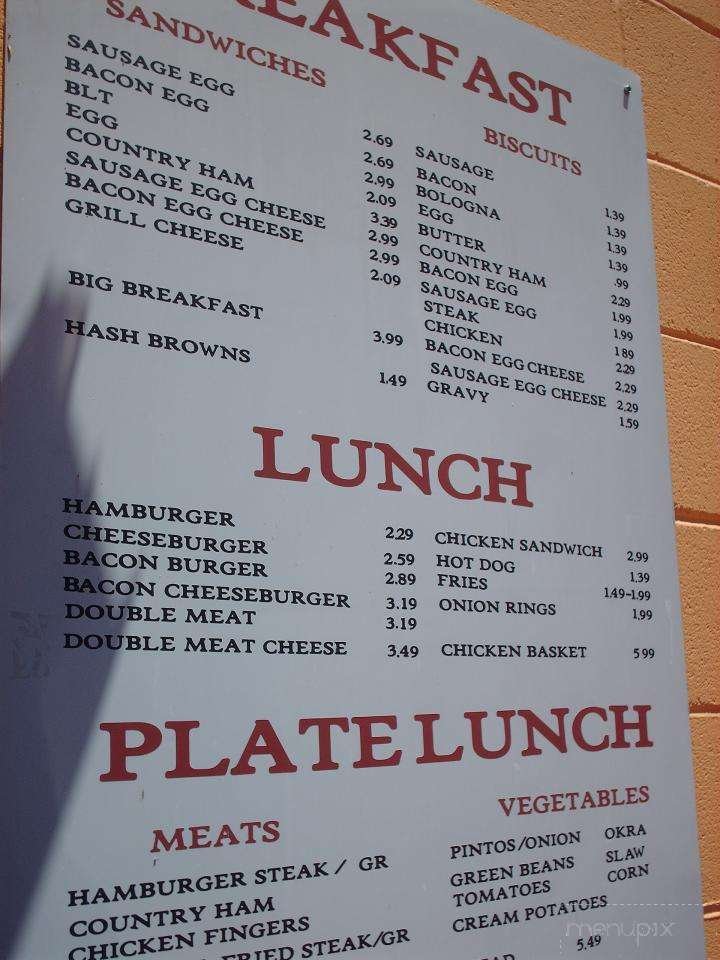 REAKFAST
SANDWICHES
SAUSAGE EGG 2.69
BACON EGG 2.69
BLT 2.99
EGG 2.09
COUNTRY HAM 3.39
SAUSAGE EGG CHEESE 2.99
BACON EGG CHEESE 2.99
GRILL CHEESE 2.09
BIG BREAKFAST 3.99
HASH BROWNS 1.49
BISCUITS
SAUSAGE 1.39
BACON 1.39
BOLOGNA 1.39
EGG 1.39
BUTTER .99
COUNTRY HAM 2.29
BACON EGG 1.99
SAUSAGE EGG 1.99
STEAK 1 89
CHICKEN 2.29
BACON EGG CHEESE 2.29
SAUSAGE EGG CHEESE 2.29
GRAVY 1.59
LUNCH
HAMBURGER 2.29
CHEESEBURGER 2.59
BACON BURGER 2.89
BACON CHEESEBURGER 3.19
DOUBLE MEAT 3.19
DOUBLE MEAT CHEESE 3.49
CHICKEN SANDWICH 2.99
HOT DOG 1.39
FRIES 1.49-1.99
ONION RINGS 1.99
CHICKEN BASKET 5 99
PLATE LUNCH
MEATS
HAMBURGER STEAK / GR
COUNTRY HAM
CHICKEN FINGERS
FRIED STEAK/GR
VEGETABLES
PINTOS/ONION OKRA
GREEN BEANS SLAW
TOMATOES CORN
CREAM POTATOES
5.49
menupix